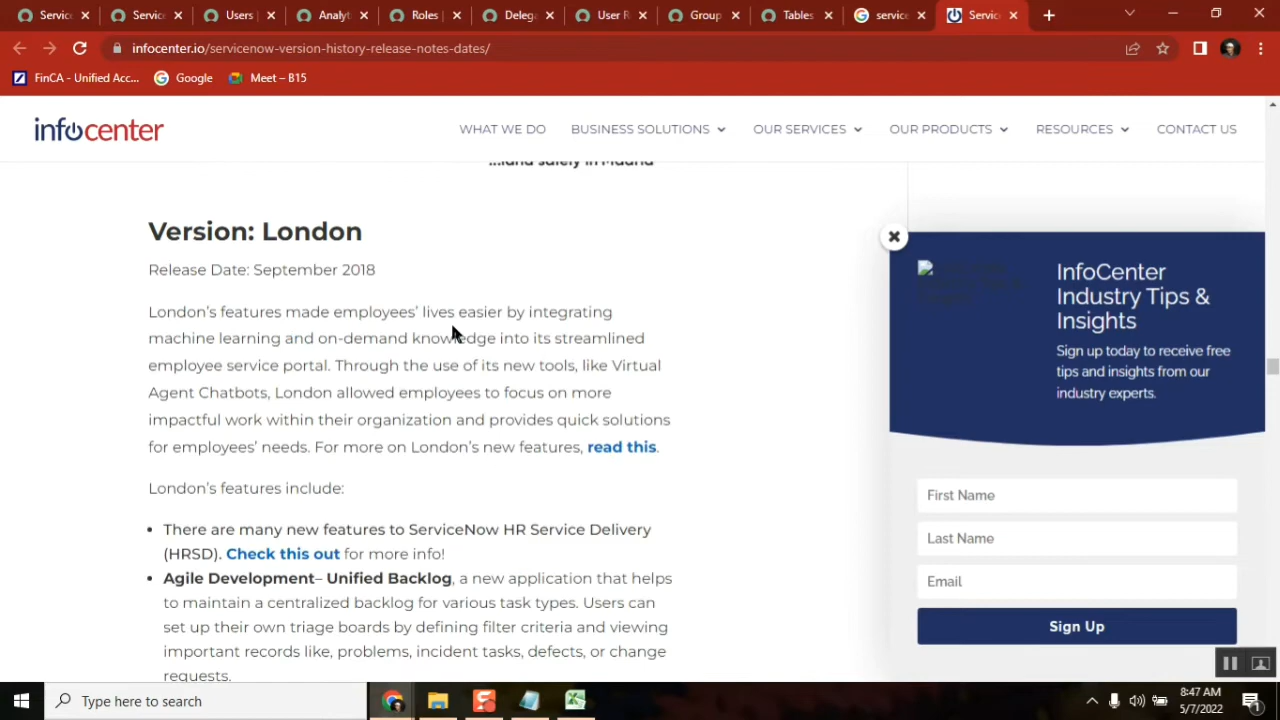 Servic
Service
Users |
Analyt
Roles |
Delega
User R
Group
Tables
service
Servic
infocenter.io/servicenow-version-history-release-notes-dates/
FinCA - Unified Acc...
Google
Meet – B15
infocenter
WHAT WE DO
BUSINESS SOLUTIONS
OUR SERVICES
OUR PRODUCTS
RESOURCES
CONTACT US
...land safely in Madrid
Version: London
Release Date: September 2018
London’s features made employees’ lives easier by integrating
machine learning and on-demand knowledge into its streamlined
employee service portal. Through the use of its new tools, like Virtual
Agent Chatbots, London allowed employees to focus on more
impactful work within their organization and provides quick solutions
for employees’ needs. For more on London’s new features, read this.
London’s features include:
There are many new features to ServiceNow HR Service Delivery
(HRSD). Check this out for more info!
Agile Development– Unified Backlog, a new application that helps
to maintain a centralized backlog for various task types. Users can
set up their own triage boards by defining filter criteria and viewing
important records like, problems, incident tasks, defects, or change
requests.
InfoCenter
Industry Tips &
Insights
Sign up today to receive free
tips and insights from our
industry experts.
First Name
Last Name
Email
Sign Up
Type here to search
8:47 AM
5/7/2022
1